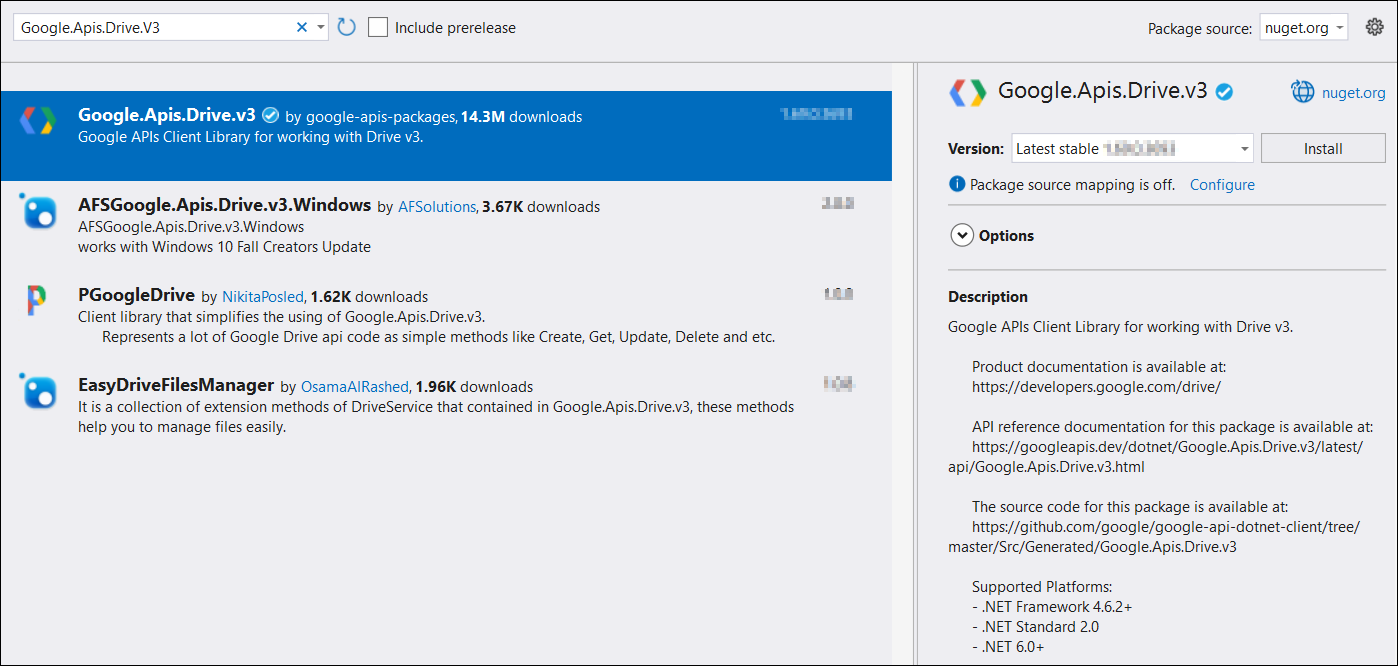 Google.Apis.Drive.V3
Include prerelease
Package source: nuget.org
Google.Apis.Drive.v3 by google-apis-packages, 14.3M downloads
Google APIs Client Library for working with Drive v3.
AFSGoogle.Apis.Drive.v3.Windows by AFSolutions, 3.67K downloads
AFSGoogle.Apis.Drive.v3.Windows
works with Windows 10 Fall Creators Update
PGoogleDrive by NikitaPosled, 1.62K downloads
Client library that simplifies the using of Google.Apis.Drive.v3.
Represents a lot of Google Drive api code as simple methods like Create, Get, Update, Delete and etc.
EasyDriveFilesManager by OsamaAlRashed, 1.96K downloads
It is a collection of extension methods of DriveService that contained in Google.Apis.Drive.v3, these methods
help you to manage files easily.
Google.Apis.Drive.v3
nuget.org
Version: Latest stable
Install
Package source mapping is off. Configure
Options
Description
Google APIs Client Library for working with Drive v3.
Product documentation is available at:
https://developers.google.com/drive/
API reference documentation for this package is available at:
https://googleapis.dev/dotnet/Google.Apis.Drive.v3/latest/
api/Google.Apis.Drive.v3.html
The source code for this package is available at:
https://github.com/google/google-api-dotnet-client/tree/
master/Src/Generated/Google.Apis.Drive.v3
Supported Platforms:
- .NET Framework 4.6.2+
- .NET Standard 2.0
- .NET 6.0+